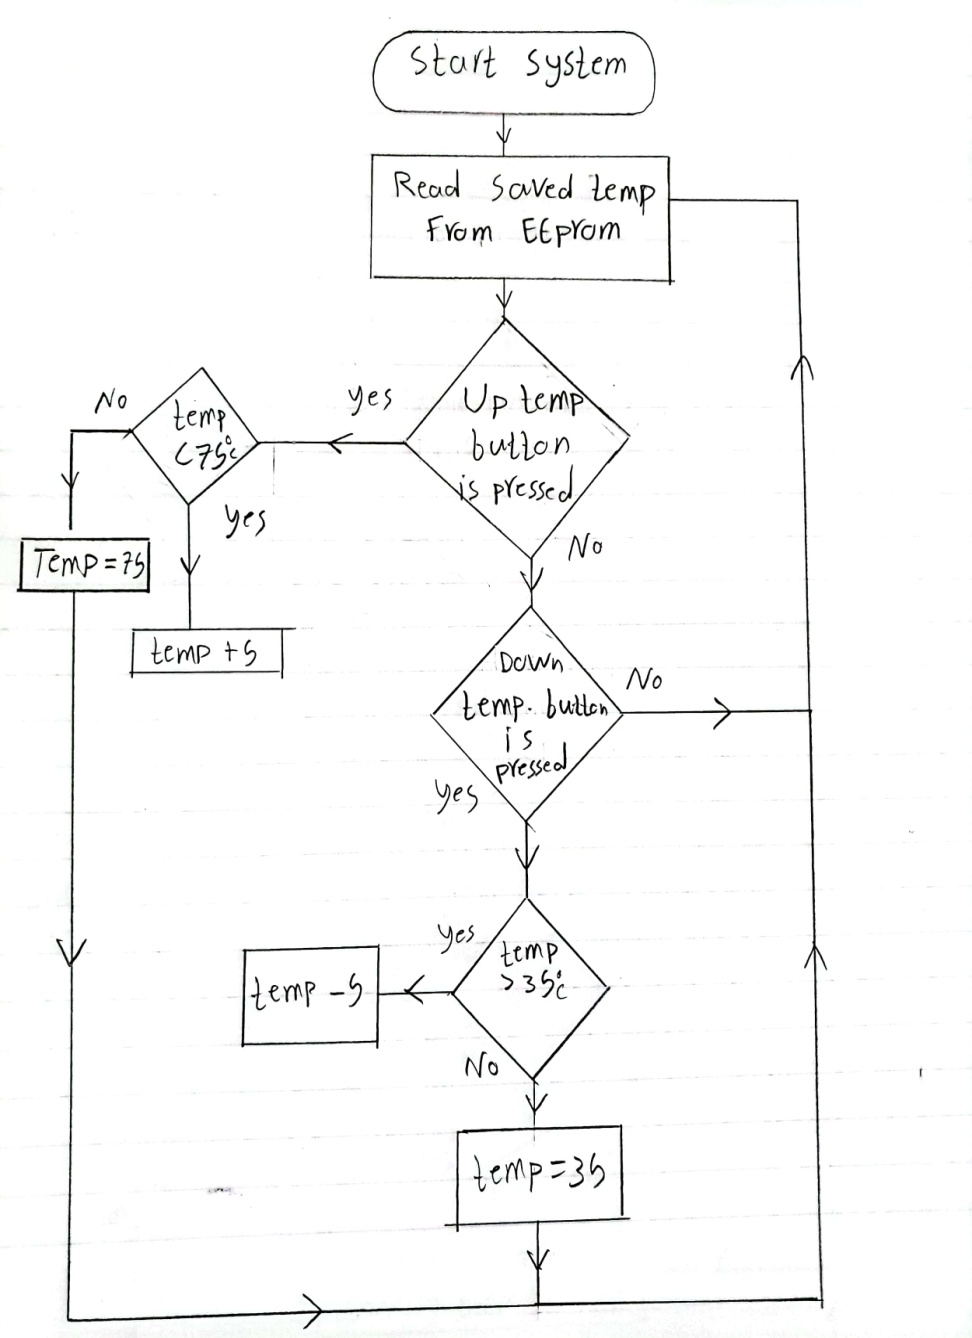 Start system
Read saved temp
From EEprom
Up temp
button
is pressed
yes
No
temp
<75°c
No
yes
Temp=75
temp +5
Down
temp. button
is
pressed
No
yes
temp
>35°c
yes
No
temp -5
temp=35